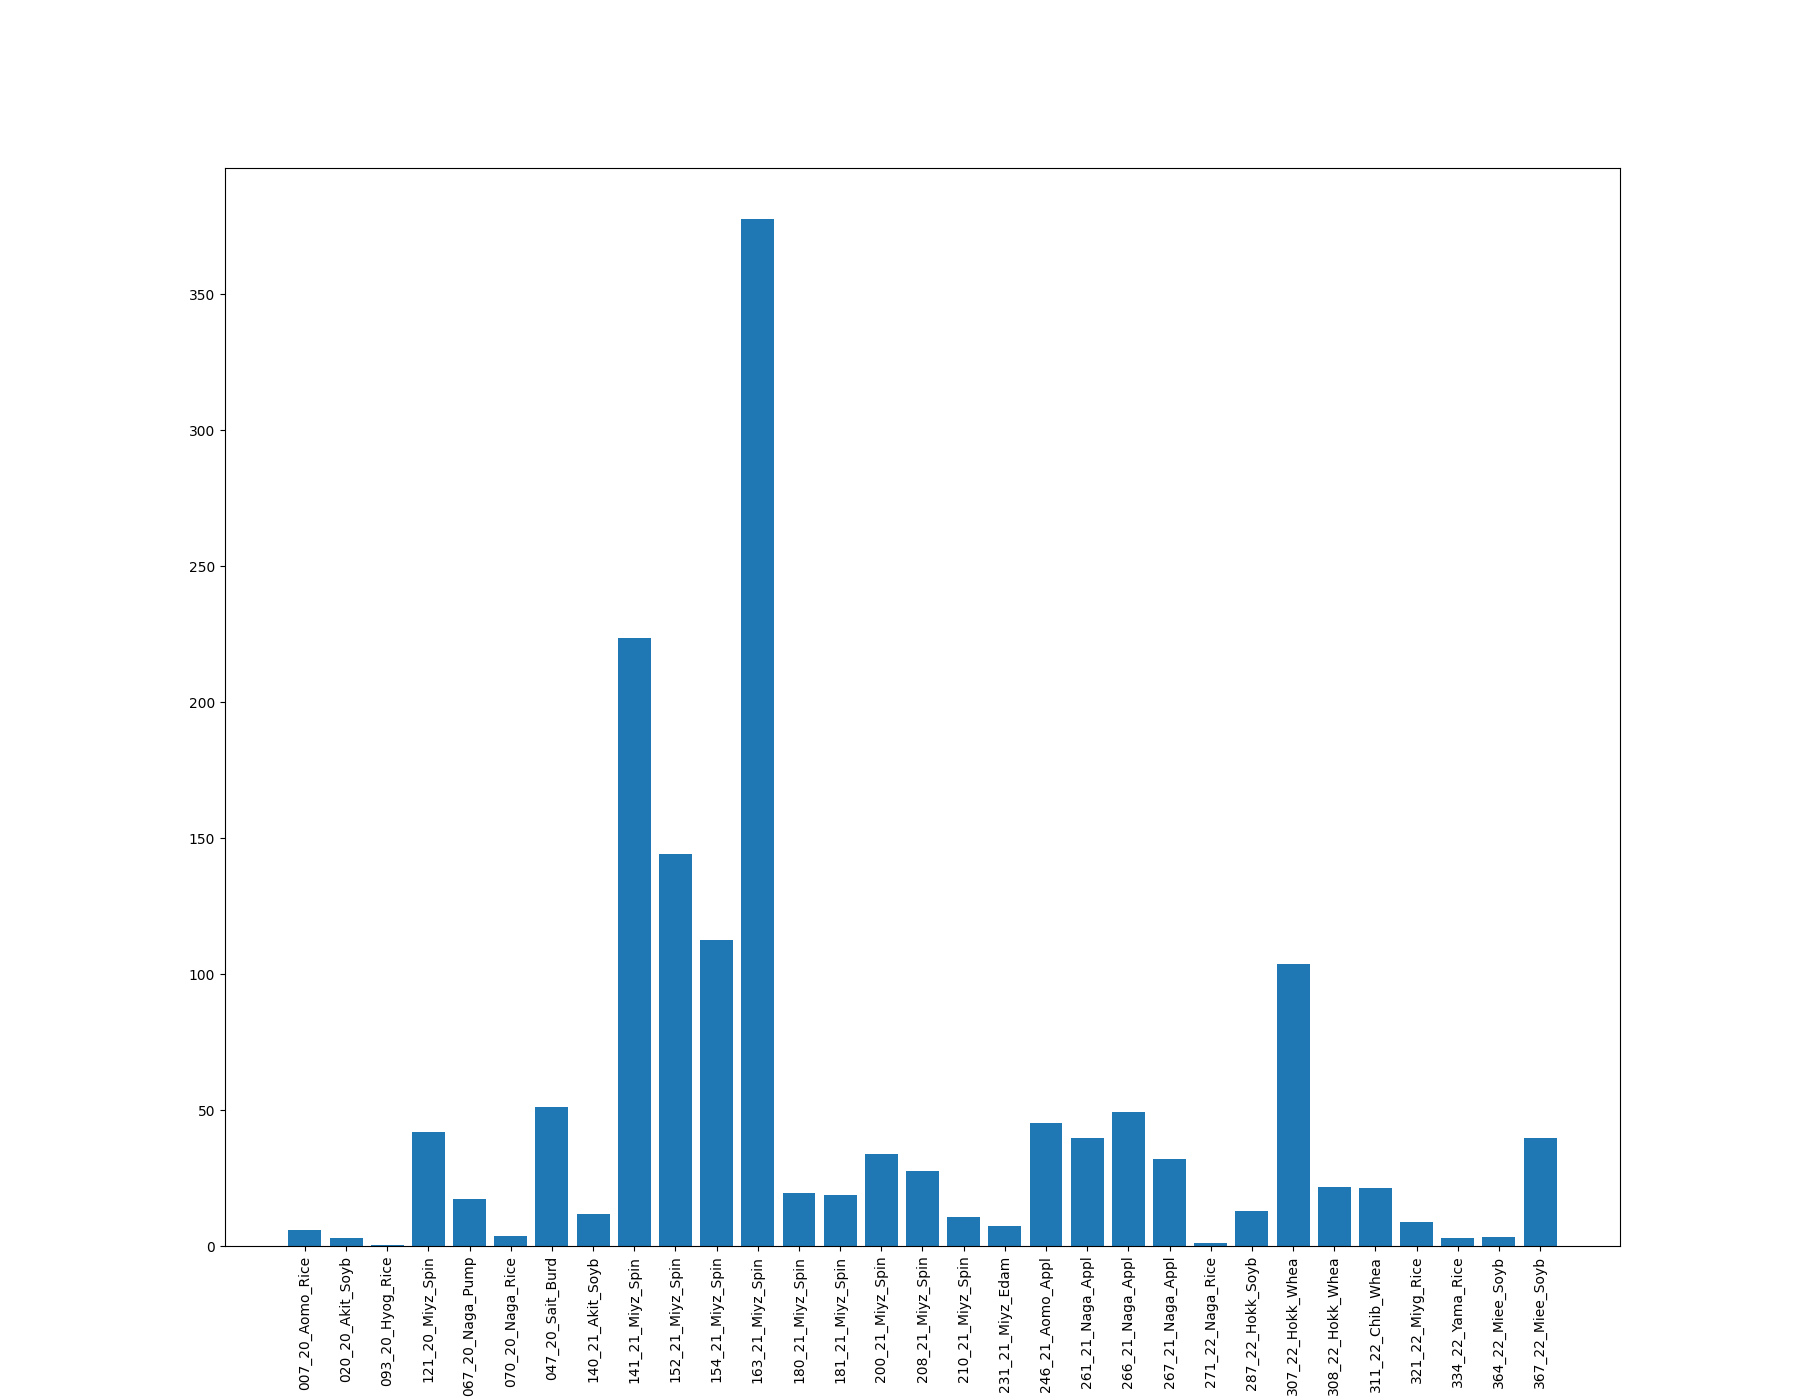 350
300
250
200
150
100
50
0
007_20_Aomo_Rice
020_20_Akit_Soyb
093_20_Hyog_Rice
121_20_Miyz_Spin
067_20_Naga_Pump
070_20_Naga_Rice
047_20_Sait_Burd
140_21_Akit_Soyb
141_21_Miyz_Spin
152_21_Miyz_Spin
154_21_Miyz_Spin
163_21_Miyz_Spin
180_21_Miyz_Spin
181_21_Miyz_Spin
200_21_Miyz_Spin
208_21_Miyz_Spin
210_21_Miyz_Spin
231_21_Miyz_Edam
246_21_Aomo_Appl
261_21_Naga_Appl
266_21_Naga_Appl
267_21_Naga_Appl
271_22_Naga_Rice
287_22_Hokk_Soyb
307_22_Hokk_Whea
308_22_Hokk_Whea
311_22_Chib_Whea
321_22_Miyg_Rice
334_22_Yama_Rice
364_22_Miee_Soyb
367_22_Miee_Soyb